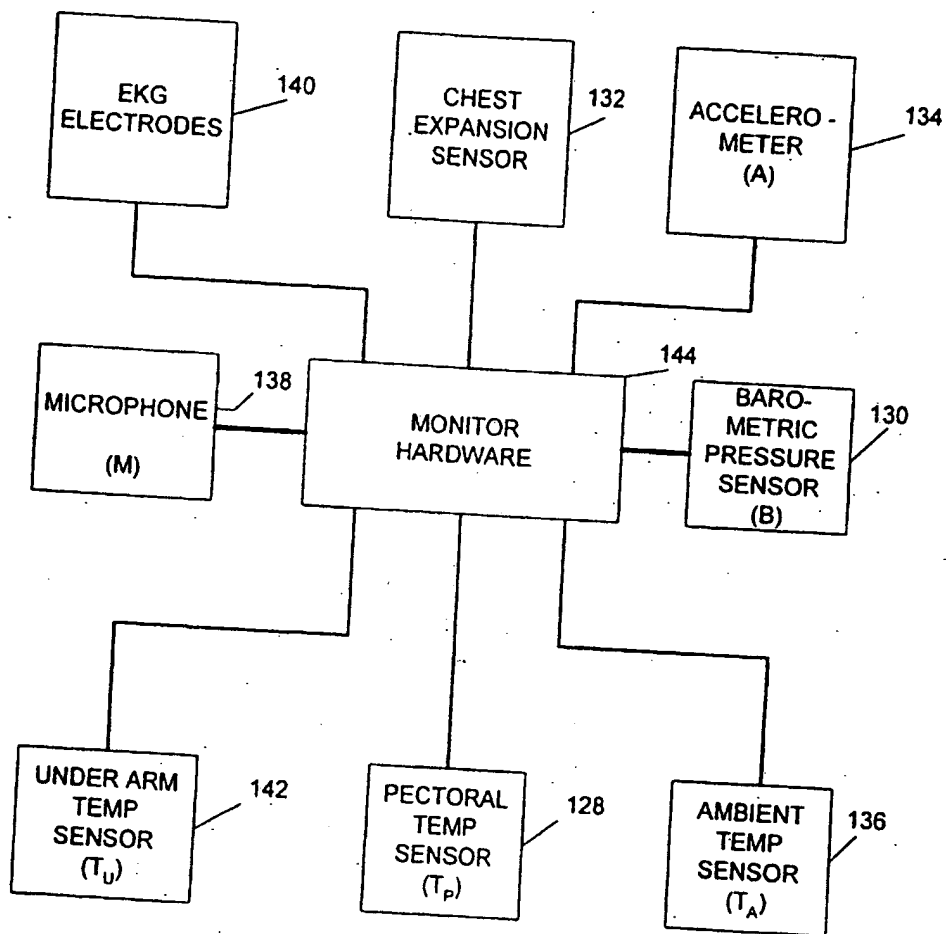 EKG
ELECTRODES
140
CHEST
EXPANSION
SENSOR
132
ACCELERO -
METER
(A)
134
MICROPHONE
(M)
138
MONITOR
HARDWARE
144
BARO-
METRIC
PRESSURE
SENSOR
(B)
130
UNDER ARM
TEMP
SENSOR
(TU)
142
PECTORAL
TEMP
SENSOR
(TP)
128
AMBIENT
TEMP
SENSOR
(TA)
136